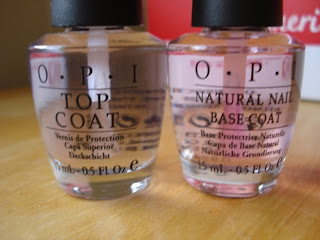 O·P·I
TOP
COAT
Vernis de Protection
Capa Superior
Deckschicht
15 mL - 0.5 Fl Oz e
O·P·
NATURAL NAIL
BASE COAT
Base Protectrice Naturelle
Capa de Base Natural
Natürliche Grundierung
15 mL - 0.5 Fl Oz e